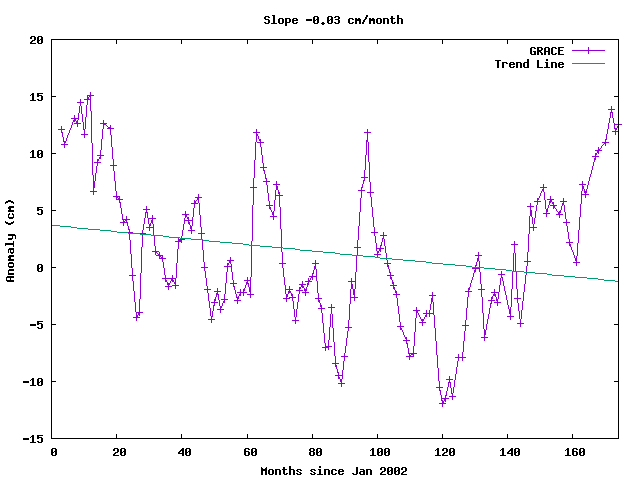 Slope -0.03 cm/month
GRACE
Trend Line
20
15
10
5
0
-5
-10
-15
Anomaly (cm)
0 20 40 60 80 100 120 140 160
Months since Jan 2002